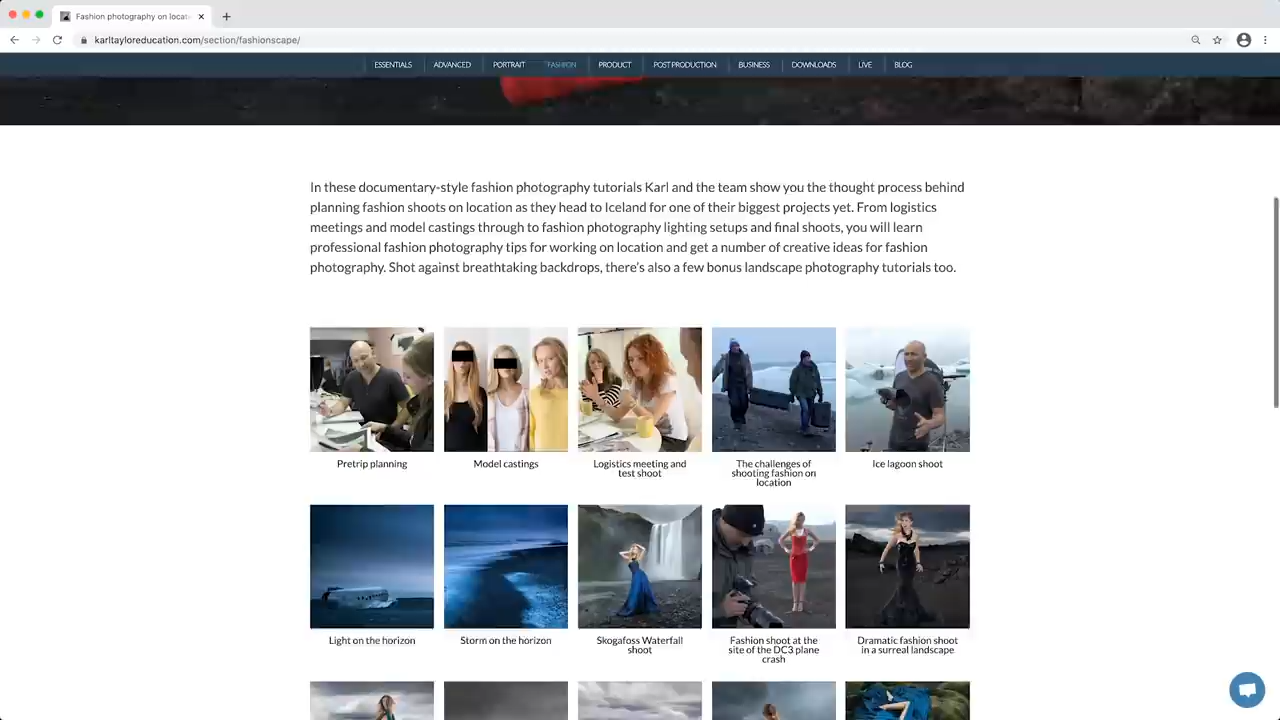 Fashion photography on locat
karltayloreducation.com/section/fashionscape/
ESSENTIALS ADVANCED PORTRAIT FASHION PRODUCT POST PRODUCTION BUSINESS DOWNLOADS LIVE BLOG
In these documentary-style fashion photography tutorials Karl and the team show you the thought process behind
planning fashion shoots on location as they head to Iceland for one of their biggest projects yet. From logistics
meetings and model castings through to fashion photography lighting setups and final shoots, you will learn
professional fashion photography tips for working on location and get a number of creative ideas for fashion
photography. Shot against breathtaking backdrops, there's also a few bonus landscape photography tutorials too.
Pretrip planning
Model castings
Logistics meeting and
test shoot
The challenges of
shooting fashion on
location
Ice lagoon shoot
Light on the horizon
Storm on the horizon
Skogafoss Waterfall
shoot
Fashion shoot at the
site of the DC3 plane
crash
Dramatic fashion shoot
in a surreal landscape